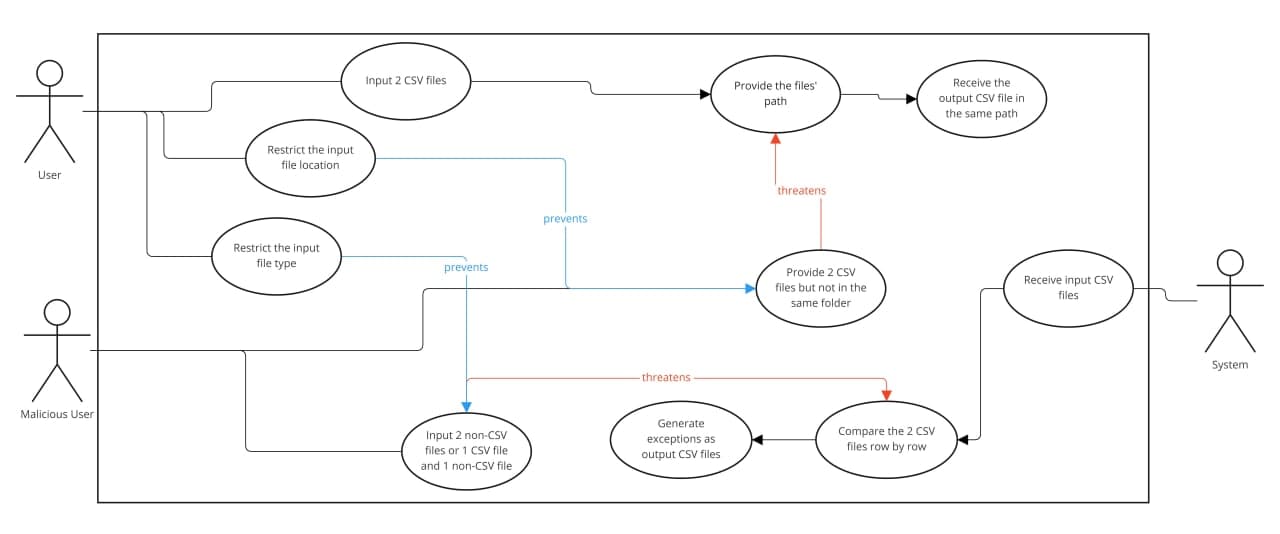 Input 2 CSV files
Provide the files'
path
Receive the
output CSV file in
the same path
User
Restrict the input
file location
threatens
prevents
Restrict the input
file type
prevents
Provide 2 CSV
files but not in the
same folder
Receive input CSV
files
System
Malicious User
threatens
Input 2 non-CSV
files or 1 CSV file
and 1 non-CSV file
Generate
exceptions as
output CSV files
Compare the 2 CSV
files row by row